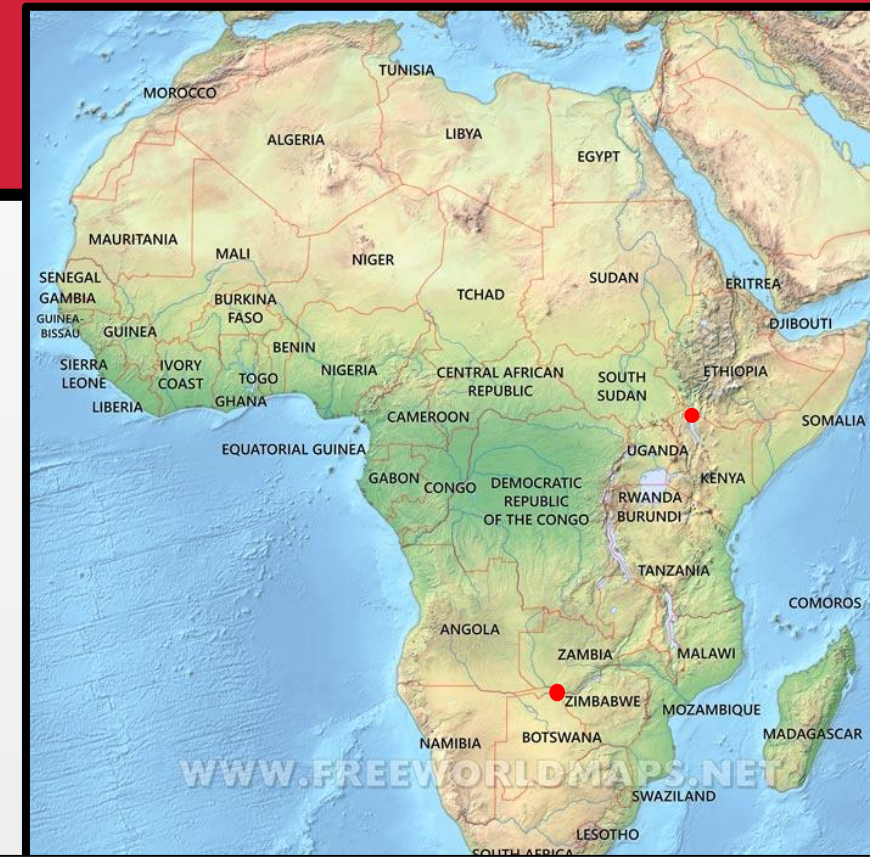 TUNISIA
MOROCCO
ALGERIA
LIBYA
EGYPT
MAURITANIA
MALI
NIGER
SENEGAL
TCHAD
SUDAN
ERITREA
GAMBIA
BURKINA
FASO
GUINEA-
BISSAU
GUINEA
DJIBOUTI
BENIN
SIERRA
LEONE
IVORY
COAST
TOGO
NIGERIA
CENTRAL AFRICAN
REPUBLIC
SOUTH
SUDAN
ETHIOPIA
LIBERIA
GHANA
CAMEROON
SOMALIA
EQUATORIAL GUINEA
UGANDA
GABON
CONGO
DEMOCRATIC
REPUBLIC
OF THE CONGO
RWANDA
BURUNDI
KENYA
TANZANIA
COMOROS
ANGOLA
ZAMBIA
MALAWI
ZIMBABWE
MOZAMBIQUE
NAMIBIA
BOTSWANA
MADAGASCAR
WWW.FREEWORLDMAPS.NET
SWAZILAND
LESOTHO
SOUTH AFRICA